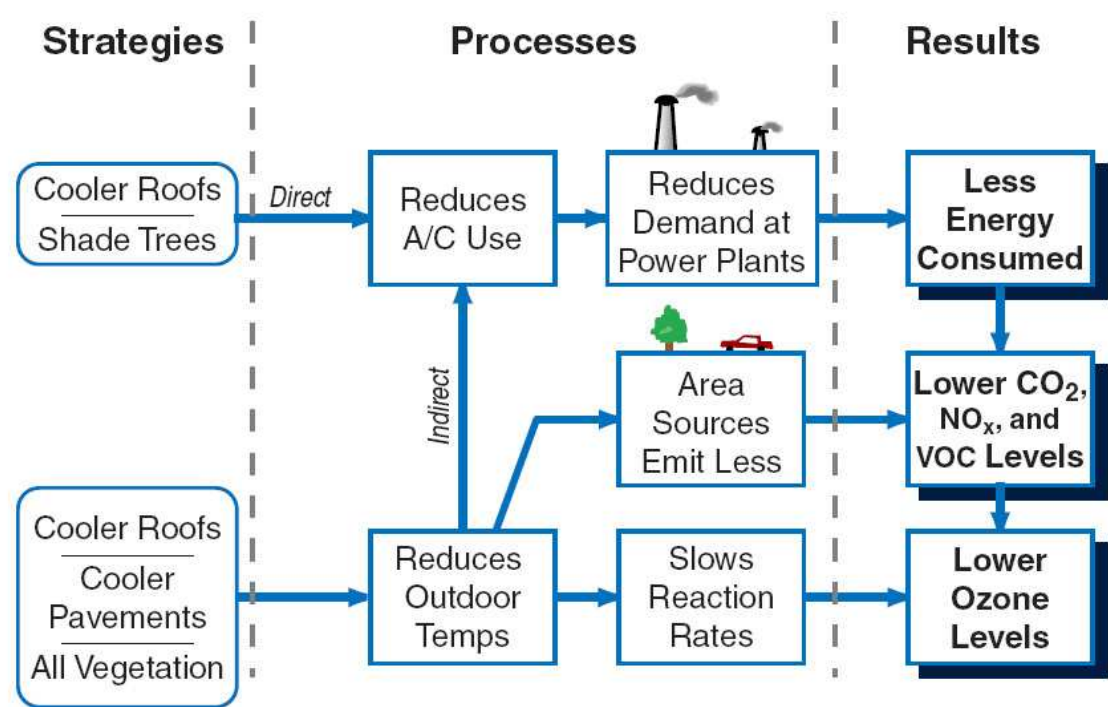 Strategies
Processes
Results
Cooler Roofs
Shade Trees
Direct
Reduces
A/C Use
Reduces
Demand at
Power Plants
Less
Energy
Consumed
Indirect
Area
Sources
Emit Less
Lower CO₂,
NOₓ, and
VOC Levels
Cooler Roofs
Cooler
Pavements
All Vegetation
Reduces
Outdoor
Temps
Slows
Reaction
Rates
Lower
Ozone
Levels